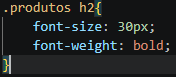 .produtos h2{
    font-size: 30px;
    font-weight: bold;
}